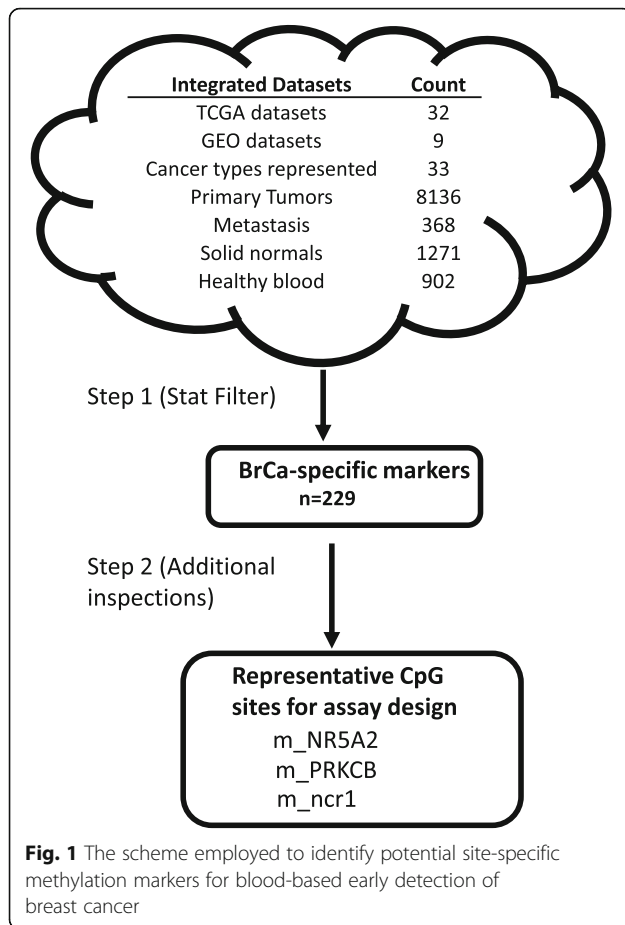 Integrated Datasets Count
TCGA datasets 32
GEO datasets 9
Cancer types represented 33
Primary Tumors 8136
Metastasis 368
Solid normals 1271
Healthy blood 902
Step 1 (Stat Filter)
BrCa-specific markers
n=229
Step 2 (Additional
inspections)
Representative CpG
sites for assay design
m_NR5A2
m_PRKCB
m_ncr1
Fig. 1 The scheme employed to identify potential site-specific
methylation markers for blood-based early detection of
breast cancer